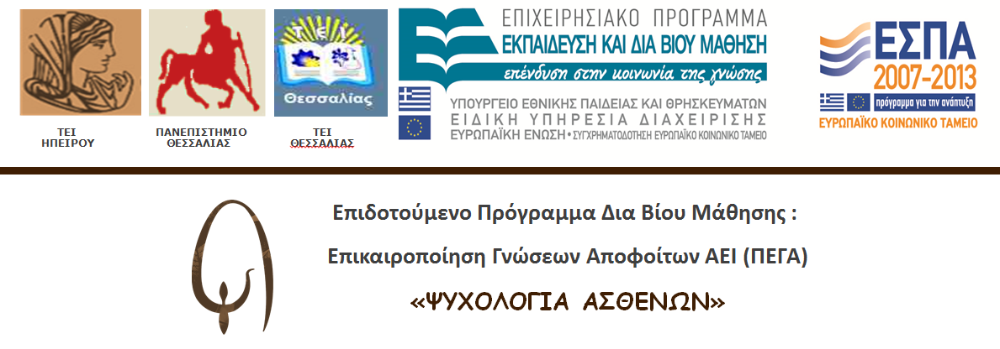 ΤΕΙ
ΗΠΕΙΡΟΥ
ΠΑΝΕΠΙΣΤΗΜΙΟ
ΘΕΣΣΑΛΙΑΣ
Τ.Ε.Ι.
Θεσσαλίας
ΤΕΙ
ΘΕΣΣΑΛΙΑΣ
ΕΠΙΧΕΙΡΗΣΙΑΚΟ ΠΡΟΓΡΑΜΜΑ
ΕΚΠΑΙΔΕΥΣΗ ΚΑΙ ΔΙΑ ΒΙΟΥ ΜΑΘΗΣΗ
επένδυση στην κοινωνία της γνώσης
ΥΠΟΥΡΓΕΙΟ ΕΘΝΙΚΗΣ ΠΑΙΔΕΙΑΣ ΚΑΙ ΘΡΗΣΚΕΥΜΑΤΩΝ
ΕΙΔΙΚΗ ΥΠΗΡΕΣΙΑ ΔΙΑΧΕΙΡΙΣΗΣ
ΕΥΡΩΠΑΪΚΗ ΕΝΩΣΗ • ΣΥΓΧΡΗΜΑΤΟΔΟΤΗΣΗ ΕΥΡΩΠΑΪΚΟ ΚΟΙΝΩΝΙΚΟ ΤΑΜΕΙΟ
ΕΣΠΑ
2007-2013
πρόγραμμα για την ανάπτυξη
ΕΥΡΩΠΑΪΚΟ ΚΟΙΝΩΝΙΚΟ ΤΑΜΕΙΟ
Επιδοτούμενο Πρόγραμμα Δια Βίου Μάθησης :
Επικαιροποίηση Γνώσεων Αποφοίτων ΑΕΙ (ΠΕΓΑ)
«ΨΥΧΟΛΟΓΙΑ ΑΣΘΕΝΩΝ»